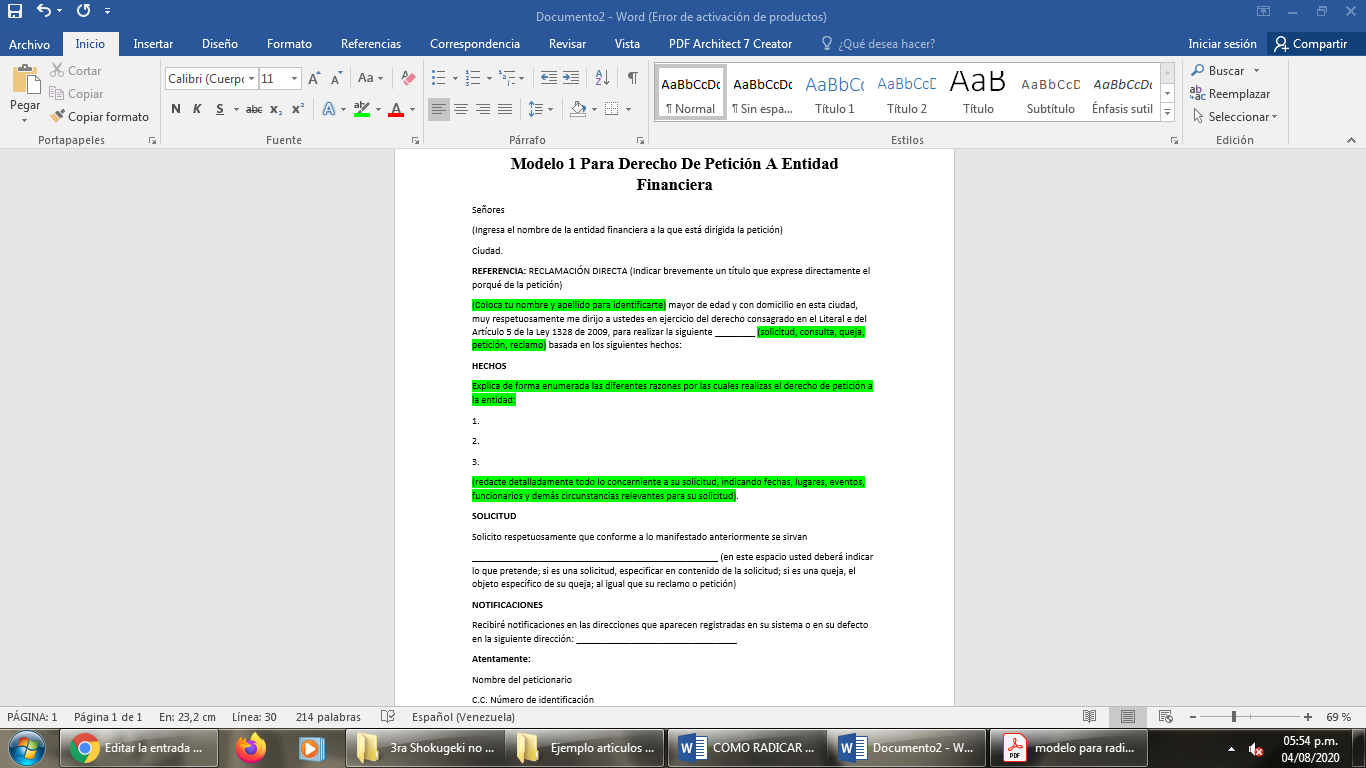 Documento2 - Word (Error de activación de productos)
Archivo Inicio Insertar Diseño Formato Referencias Correspondencia Revisar Vista PDF Architect 7 Creator ¿Qué desea hacer? Iniciar sesión Compartir
Pegar
Cortar
Copiar
Copiar formato
Portapapeles
Calibri (Cuerpo 11
N K S abc x₂ x²
Fuente
Párrafo
AaBbCcDc AaBbCcDc AaBbCc AaBbCcD AaB AaBbCcD AaBbCcDc
¶ Normal ¶ Sin espa... Título 1 Título 2 Título Subtítulo Énfasis sutil
Estilos
Buscar
Reemplazar
Seleccionar
Edición
Modelo 1 Para Derecho De Petición A Entidad
Financiera
Señores
(Ingresa el nombre de la entidad financiera a la que está dirigida la petición)
Ciudad.
REFERENCIA: RECLAMACIÓN DIRECTA (Indicar brevemente un título que exprese directamente el
porqué de la petición)
(Coloca tu nombre y apellido para identificarte) mayor de edad y con domicilio en esta ciudad,
muy respetuosamente me dirijo a ustedes en ejercicio del derecho consagrado en el Literal e del
Artículo 5 de la Ley 1328 de 2009, para realizar la siguiente ________ (solicitud, consulta, queja,
petición, reclamo) basada en los siguientes hechos:
HECHOS
Explica de forma enumerada las diferentes razones por las cuales realizas el derecho de petición a
la entidad:
1.
2.
3.
(redacte detalladamente todo lo concerniente a su solicitud, indicando fechas, lugares, eventos,
funcionarios y demás circunstancias relevantes para su solicitud).
SOLICITUD
Solicito respetuosamente que conforme a lo manifestado anteriormente se sirvan
_________________________________________________ (en este espacio usted deberá indicar
lo que pretende; si es una solicitud, especificar en contenido de la solicitud; si es una queja, el
objeto específico de su queja; al igual que su reclamo o petición)
NOTIFICACIONES
Recibiré notificaciones en las direcciones que aparecen registradas en su sistema o en su defecto
en la siguiente dirección: ________________________________
Atentamente:
Nombre del peticionario
C.C. Número de identificación
PÁGINA: 1 Página 1 de 1 En: 23,2 cm Línea: 30 214 palabras Español (Venezuela) 69 %
Editar la entrada ... 3ra Shokugeki no ... Ejemplo articulos ... COMO RADICAR ... Documento2 - W... modelo para radi...
05:54 p.m.
04/08/2020